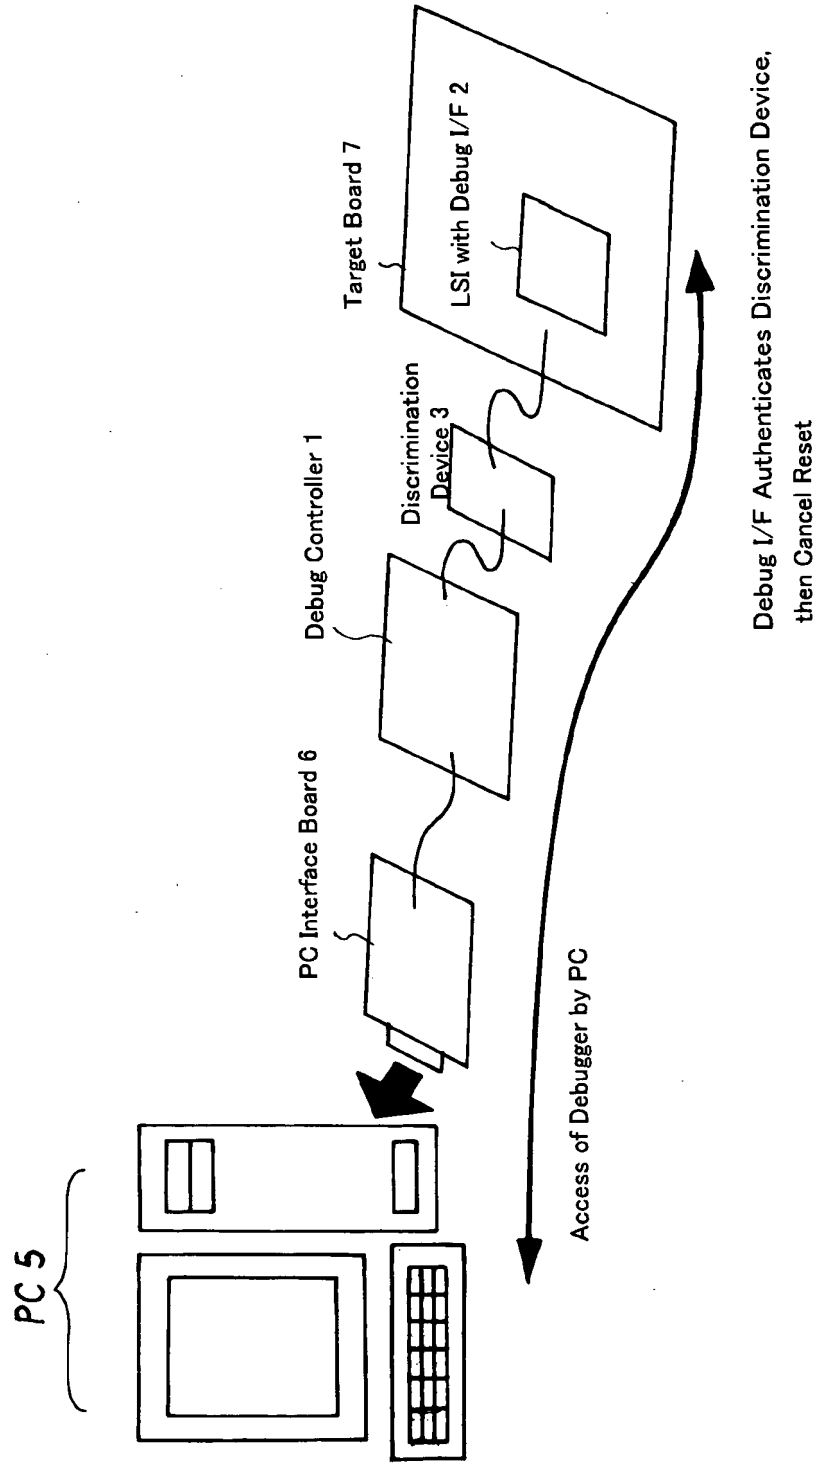 PC 5
PC Interface Board 6
Debug Controller 1
Discrimination
Device 3
Target Board 7
LSI with Debug I/F 2
Access of Debugger by PC
Debug I/F Authenticates Discrimination Device,
then Cancel Reset